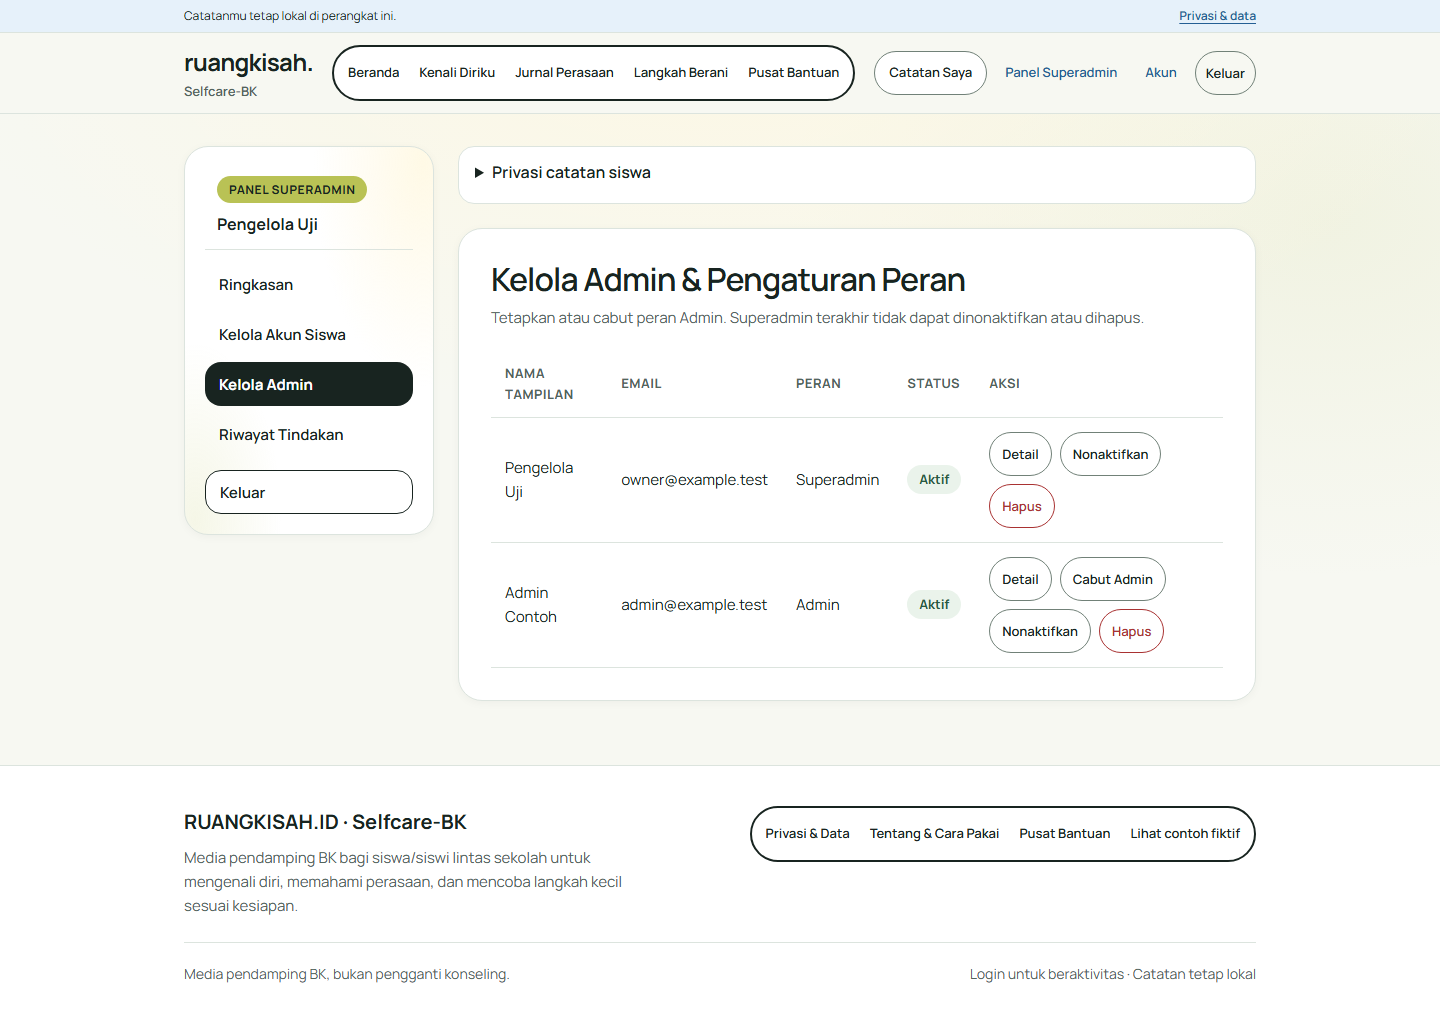 Catatanmu tetap lokal di perangkat ini.
Privasi & data
ruangkisah.
Selfcare-BK
Beranda
Kenali Diriku
Jurnal Perasaan
Langkah Berani
Pusat Bantuan
Catatan Saya
Panel Superadmin
Akun
Keluar
PANEL SUPERADMIN
Pengelola Uji
Ringkasan
Kelola Akun Siswa
Kelola Admin
Riwayat Tindakan
Keluar
Privasi catatan siswa
Kelola Admin & Pengaturan Peran
Tetapkan atau cabut peran Admin. Superadmin terakhir tidak dapat dinonaktifkan atau dihapus.
NAMA
TAMPILAN
EMAIL
PERAN
STATUS
AKSI
Pengelola
Uji
owner@example.test
Superadmin
Aktif
Detail
Nonaktifkan
Hapus
Admin
Contoh
admin@example.test
Admin
Aktif
Detail
Cabut Admin
Nonaktifkan
Hapus
RUANGKISAH.ID · Selfcare-BK
Media pendamping BK bagi siswa/siswi lintas sekolah untuk
mengenali diri, memahami perasaan, dan mencoba langkah kecil
sesuai kesiapan.
Privasi & Data
Tentang & Cara Pakai
Pusat Bantuan
Lihat contoh fiktif
Media pendamping BK, bukan pengganti konseling.
Login untuk beraktivitas · Catatan tetap lokal